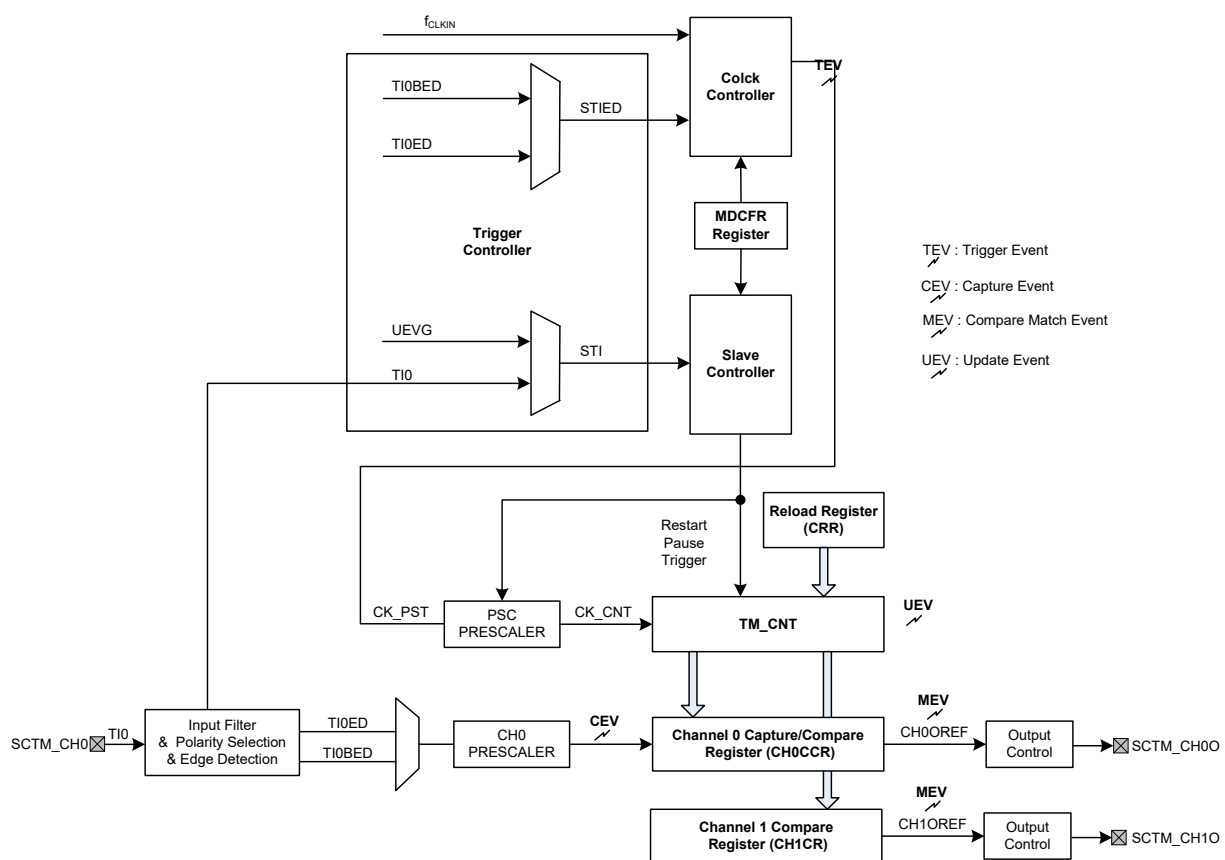 fCLKIN
TEV
Colck
Controller
TI0BED
STIED
TI0ED
MDCFR
Register
Trigger
Controller
TEV : Trigger Event
CEV : Capture Event
MEV : Compare Match Event
UEV : Update Event
UEVG
STI
TI0
Slave
Controller
Reload Register
(CRR)
Restart
Pause
Trigger
CK_PST
PSC
PRESCALER
CK_CNT
TM_CNT
UEV
SCTM_CH0
TI0
Input Filter
& Polarity Selection
& Edge Detection
TI0ED
TI0BED
CH0
PRESCALER
CEV
Channel 0 Capture/Compare
Register (CH0CCR)
MEV
CH0OREF
Output
Control
SCTM_CH0O
Channel 1 Compare
Register (CH1CR)
MEV
CH1OREF
Output
Control
SCTM_CH1O